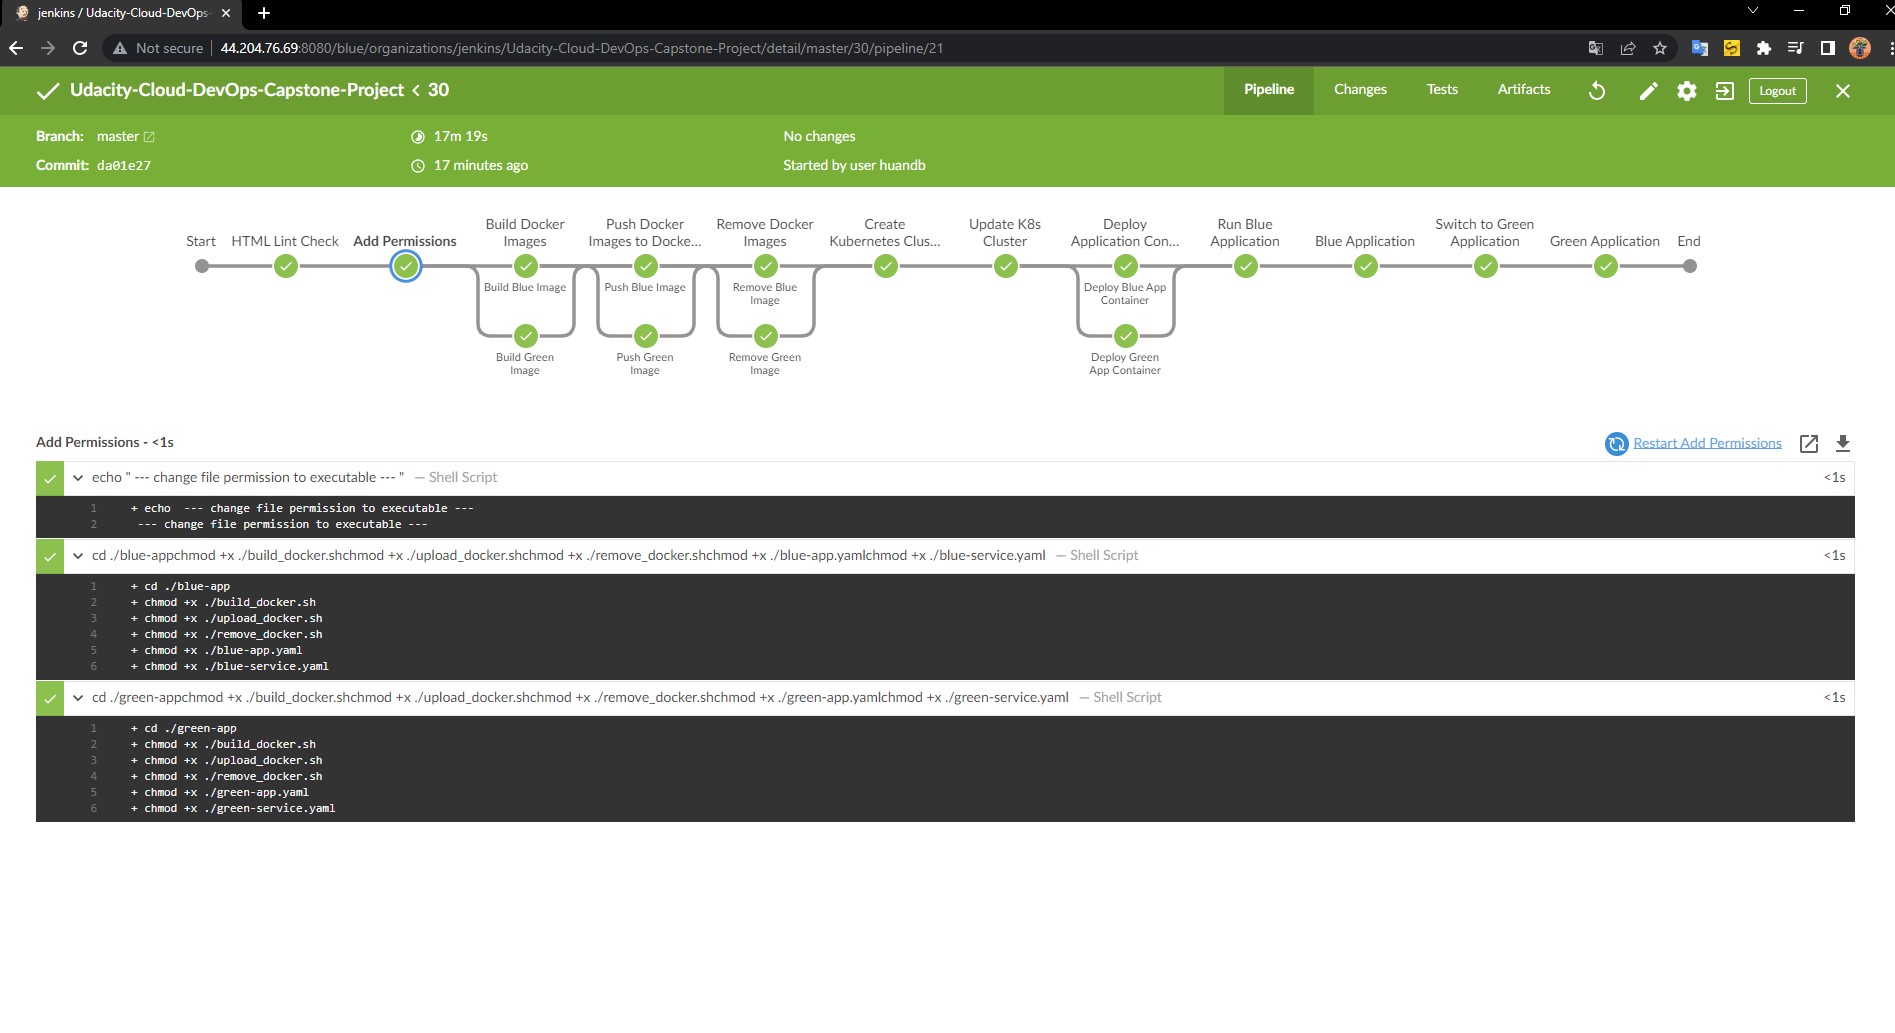 jenkins / Udacity-Cloud-DevOps-
Not secure
44.204.76.69:8080/blue/organizations/jenkins/Udacity-Cloud-DevOps-Capstone-Project/detail/master/30/pipeline/21
Udacity-Cloud-DevOps-Capstone-Project < 30
Pipeline
Changes
Tests
Artifacts
Logout
Branch: master
17m 19s
No changes
Commit: da01e27
17 minutes ago
Started by user huandb
Start
HTML Lint Check
Add Permissions
Build Docker
Images
Push Docker
Images to Docke...
Remove Docker
Images
Create
Kubernetes Clus...
Update K8s
Cluster
Deploy
Application Con...
Run Blue
Application
Blue Application
Switch to Green
Application
Green Application
End
Build Blue Image
Push Blue Image
Remove Blue
Image
Deploy Blue App
Container
Build Green
Image
Push Green
Image
Remove Green
Image
Deploy Green
App Container
Add Permissions - <1s
Restart Add Permissions
echo " --- change file permission to executable --- " — Shell Script
<1s
1 + echo  --- change file permission to executable ---
2 --- change file permission to executable ---
cd ./blue-appchmod +x ./build_docker.shchmod +x ./upload_docker.shchmod +x ./remove_docker.shchmod +x ./blue-app.yamlchmod +x ./blue-service.yaml — Shell Script
<1s
1 + cd ./blue-app
2 + chmod +x ./build_docker.sh
3 + chmod +x ./upload_docker.sh
4 + chmod +x ./remove_docker.sh
5 + chmod +x ./blue-app.yaml
6 + chmod +x ./blue-service.yaml
cd ./green-appchmod +x ./build_docker.shchmod +x ./upload_docker.shchmod +x ./remove_docker.shchmod +x ./green-app.yamlchmod +x ./green-service.yaml — Shell Script
<1s
1 + cd ./green-app
2 + chmod +x ./build_docker.sh
3 + chmod +x ./upload_docker.sh
4 + chmod +x ./remove_docker.sh
5 + chmod +x ./green-app.yaml
6 + chmod +x ./green-service.yaml